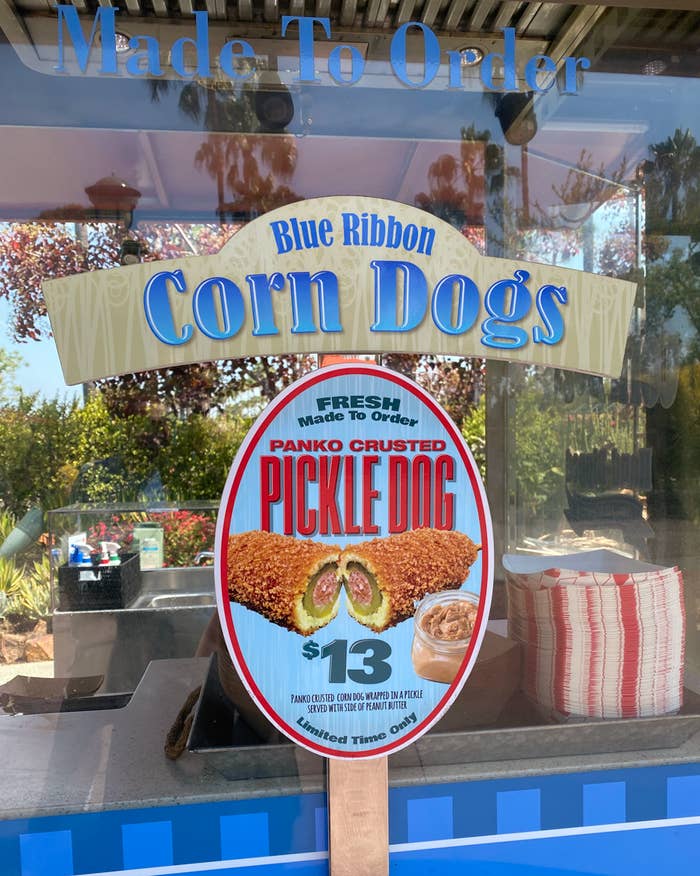 Made To Order
Blue Ribbon
Corn Dogs
FRESH
Made To Order
PANKO CRUSTED
PICKLE DOG
$13
PANKO CRUSTED CORN DOG WRAPPED IN A PICKLE
SERVED WITH SIDE OF PEANUT BUTTER
Limited Time Only